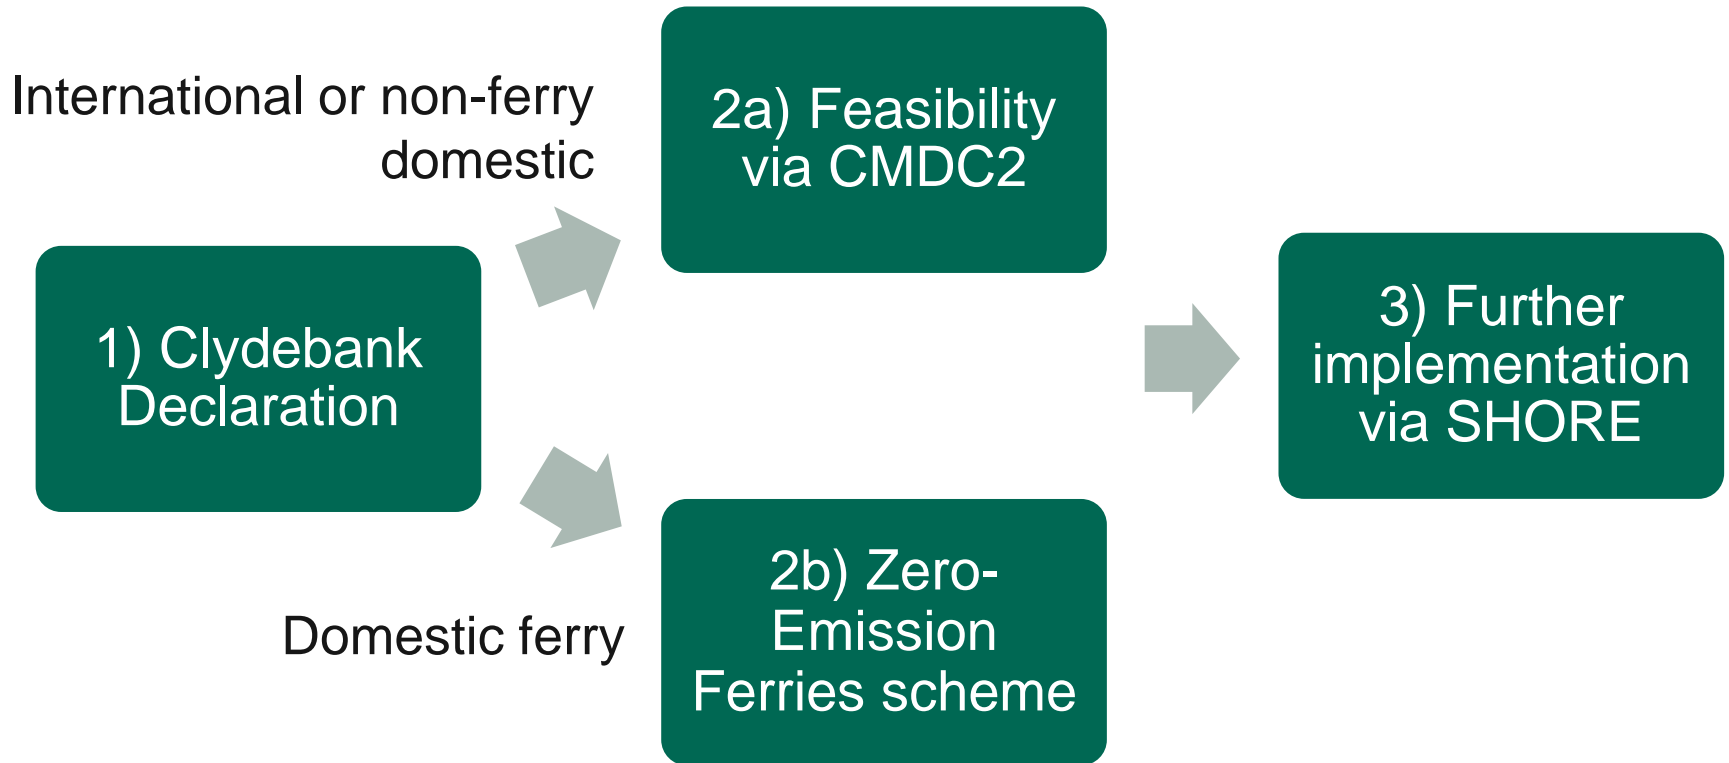 International or non-ferry
domestic
1) Clydebank
Declaration
2a) Feasibility
via CMDC2
Domestic ferry
2b) Zero-
Emission
Ferries scheme
3) Further
implementation
via SHORE